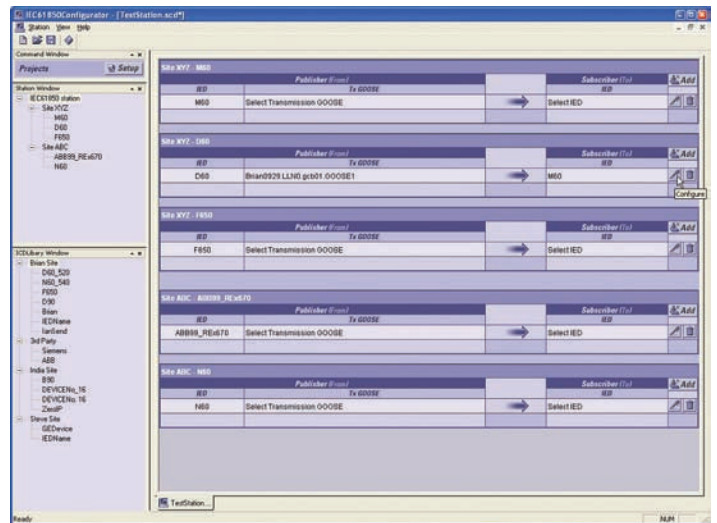 IEC61850Configurator - [TestStation.scd*]
Station View Help
Command Window
Projects Setup
Station Window
IEC61850 station
Site XYZ
M60
D60
F650
Site ABC
ABB99_REx670
N60
ICDLibary Window
Brian Site
D60_520
N60_540
F650
D90
Brien
IEDName
3rd Party
Siemens
ABB
India Site
B90
DEVICENo_16
DEVICENo.16
ZeroIP
Steve Site
GEDevice
IEDName
Site XYZ - M60
Publisher (From) Subscriber (To) Add
IED Tx GOOSE IED
M60 Select Transmission GOOSE Select IED
Site XYZ - D60
Publisher (From) Subscriber (To) Add
IED Tx GOOSE IED
D60 Brian0929.LLN0.gcb01.GOOSE1 M60
Configure
Site XYZ - F650
Publisher (From) Subscriber (To) Add
IED Tx GOOSE IED
F650 Select Transmission GOOSE Select IED
Site ABC - ABB99_REx670
Publisher (From) Subscriber (To) Add
IED Tx GOOSE IED
ABB99_REx670 Select Transmission GOOSE Select IED
Site ABC - N60
Publisher (From) Subscriber (To) Add
IED Tx GOOSE IED
N60 Select Transmission GOOSE Select IED
TestStation...
Ready NUM